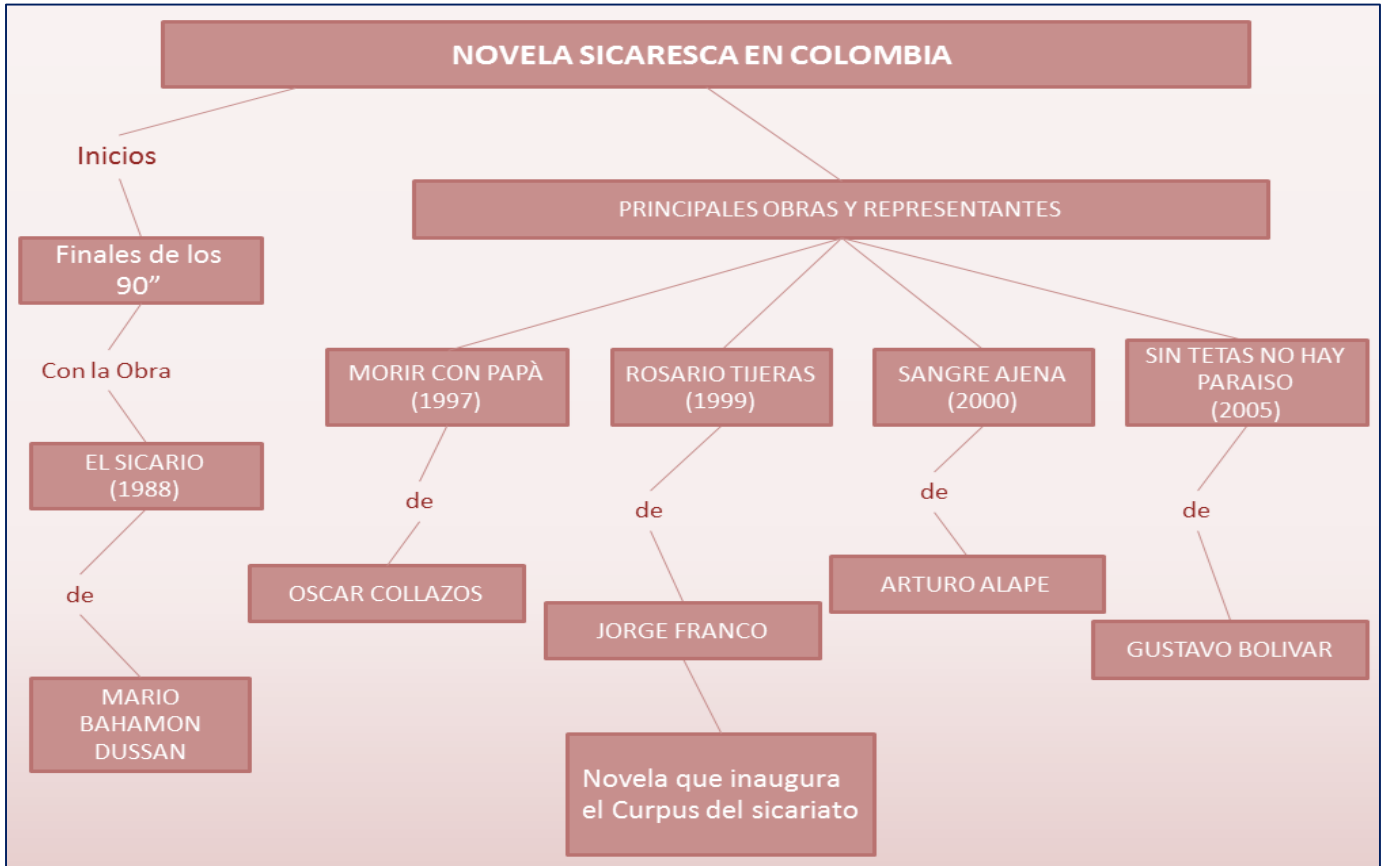 NOVELA SICARESCA EN COLOMBIA
Inicios
Finales de los
90”
Con la Obra
EL SICARIO
(1988)
de
MARIO
BAHAMON
DUSSAN
PRINCIPALES OBRAS Y REPRESENTANTES
MORIR CON PAPÀ
(1997)
de
OSCAR COLLAZOS
ROSARIO TIJERAS
(1999)
de
JORGE FRANCO
Novela que inaugura
el Curpus del sicariato
SANGRE AJENA
(2000)
de
ARTURO ALAPE
SIN TETAS NO HAY
PARAISO
(2005)
de
GUSTAVO BOLIVAR